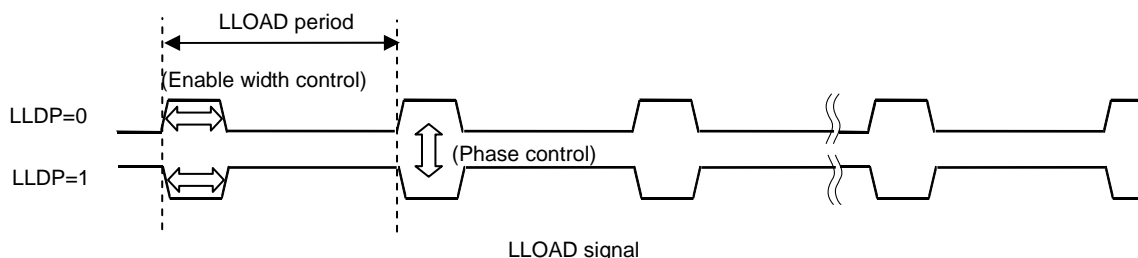 LLOAD period
(Enable width control)
LLDP=0
(Phase control)
LLDP=1
LLOAD signal